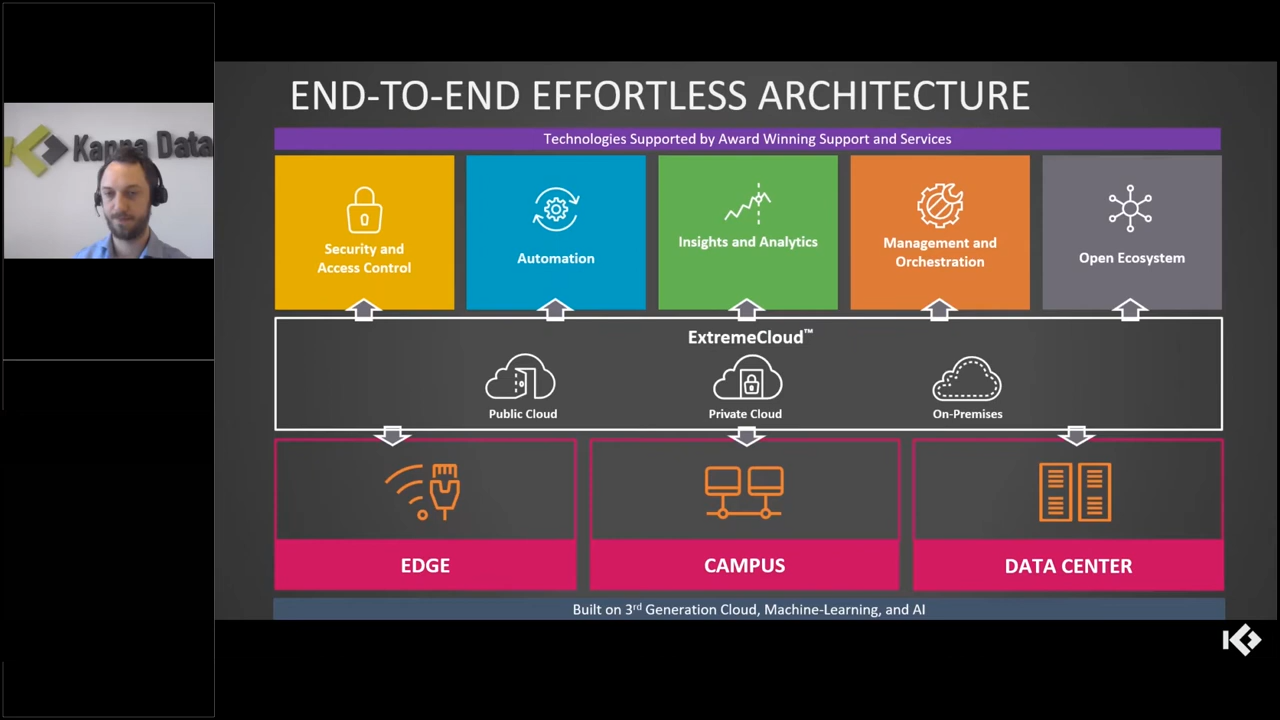 END-TO-END EFFORTLESS ARCHITECTURE
Technologies Supported by Award Winning Support and Services
Kappa Data
Security and
Access Control
Automation
Insights and Analytics
Management and
Orchestration
Open Ecosystem
ExtremeCloud™
Public Cloud
Private Cloud
On-Premises
EDGE
CAMPUS
DATA CENTER
Built on 3rd Generation Cloud, Machine-Learning, and AI